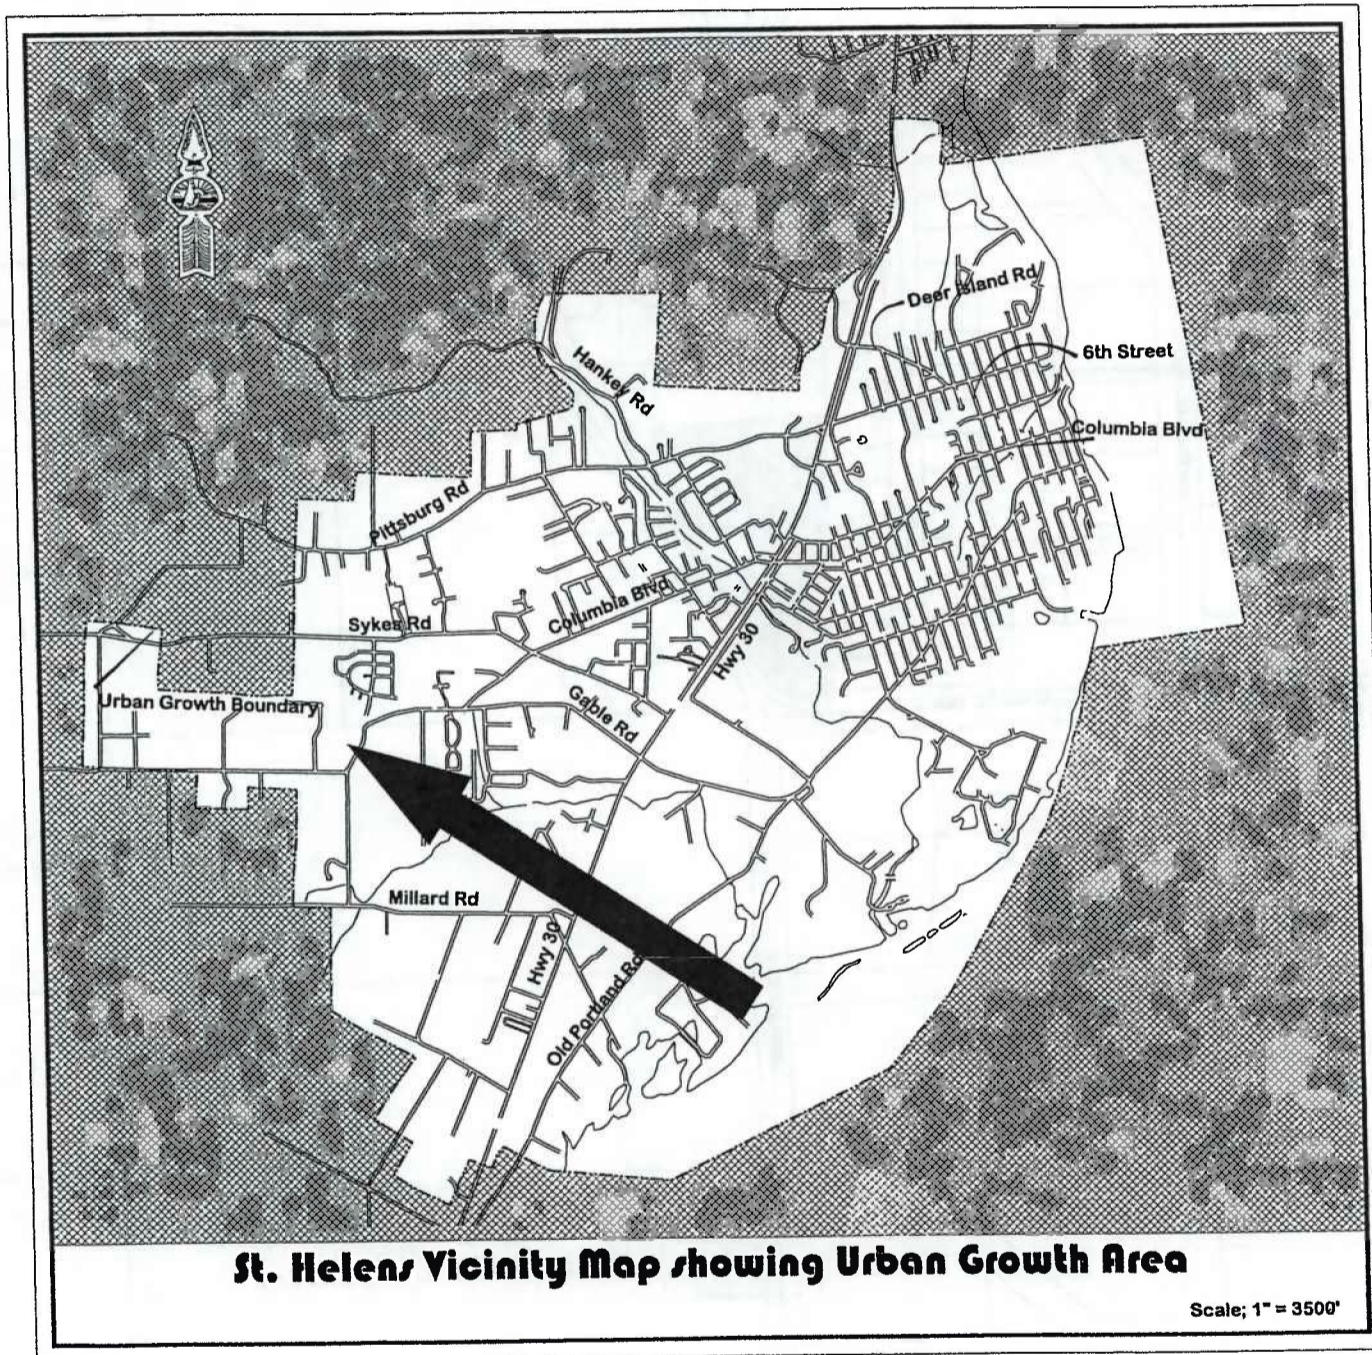 Deer Island Rd
6th Street
Hankey Rd
Columbia Blvd
Pittsburg Rd
Columbia Blvd
Sykes Rd
Hwy 30
Urban Growth Boundary
Gable Rd
Millard Rd
Hwy 30
Old Portland Rd
St. Helens Vicinity Map showing Urban Growth Area
Scale; 1" = 3500'